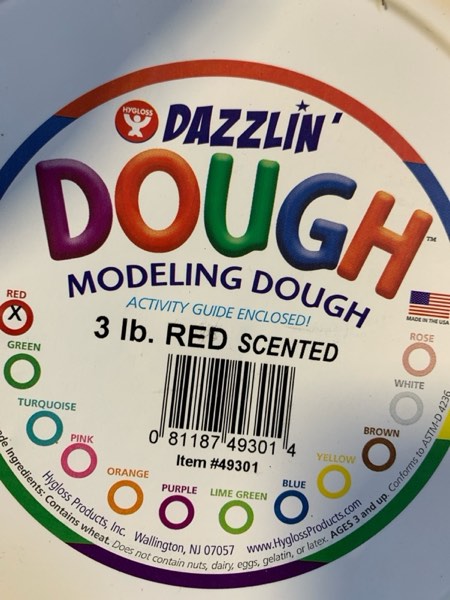 HYGLOSS
DAZZLIN'
DOUGH™
MODELING DOUGH
ACTIVITY GUIDE ENCLOSED!
3 lb. RED SCENTED
MADE IN THE USA
RED
X
GREEN
TURQUOISE
PINK
ORANGE
PURPLE
LIME GREEN
BLUE
YELLOW
BROWN
WHITE
ROSE
0 81187 49301 4
Item #49301
Hygloss Products, Inc. Wallington, NJ 07057 www.HyglossProducts.com
Ingredients: Contains wheat. Does not contain nuts, dairy, eggs, gelatin, or latex. AGES 3 and up. Conforms to ASTM-D 4236